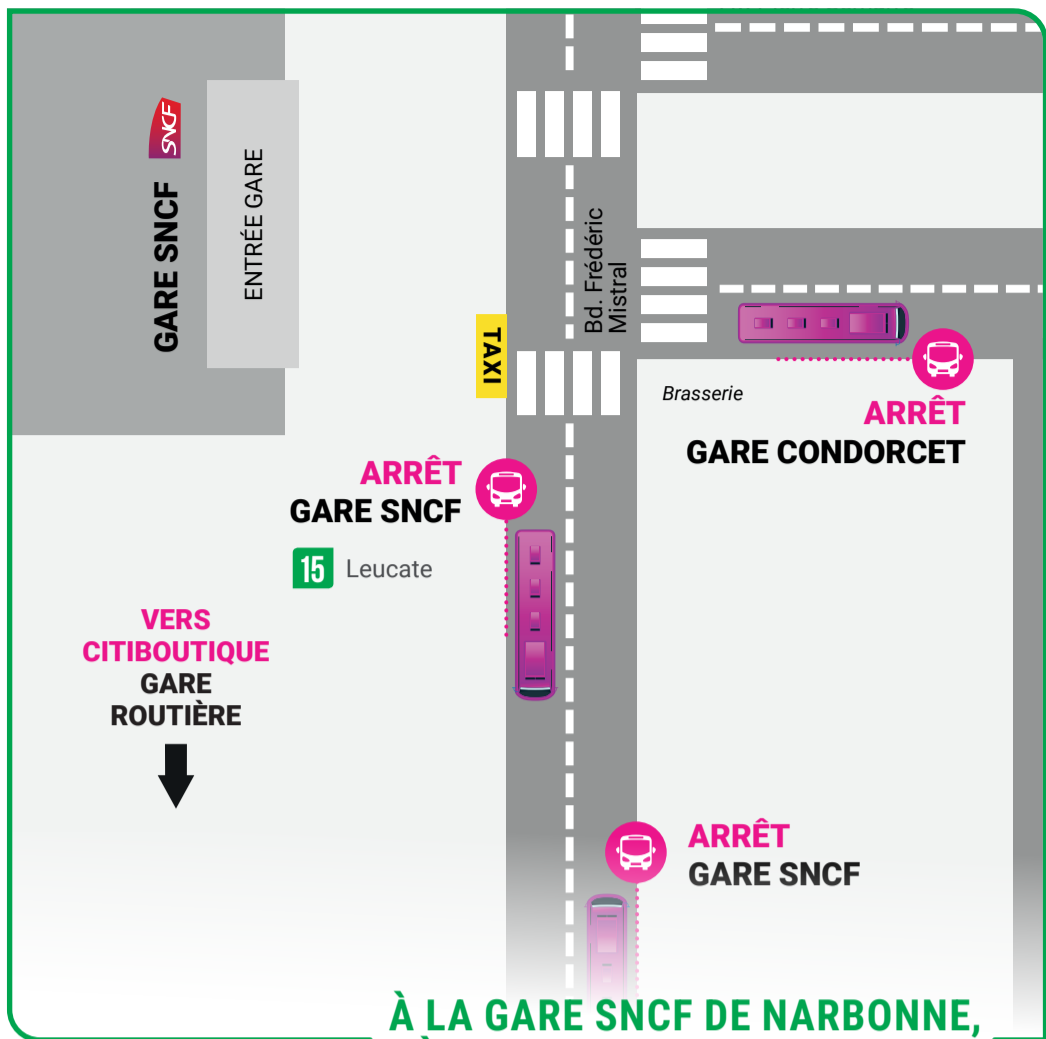 SNCF
GARE SNCF
ENTRÉE GARE
Bd. Frédéric
Mistral
TAXI
Brasserie
ARRÊT
GARE CONDORCET
ARRÊT
GARE SNCF
15 Leucate
VERS
CITIBOUTIQUE
GARE
ROUTIÈRE
ARRÊT
GARE SNCF
À LA GARE SNCF DE NARBONNE,